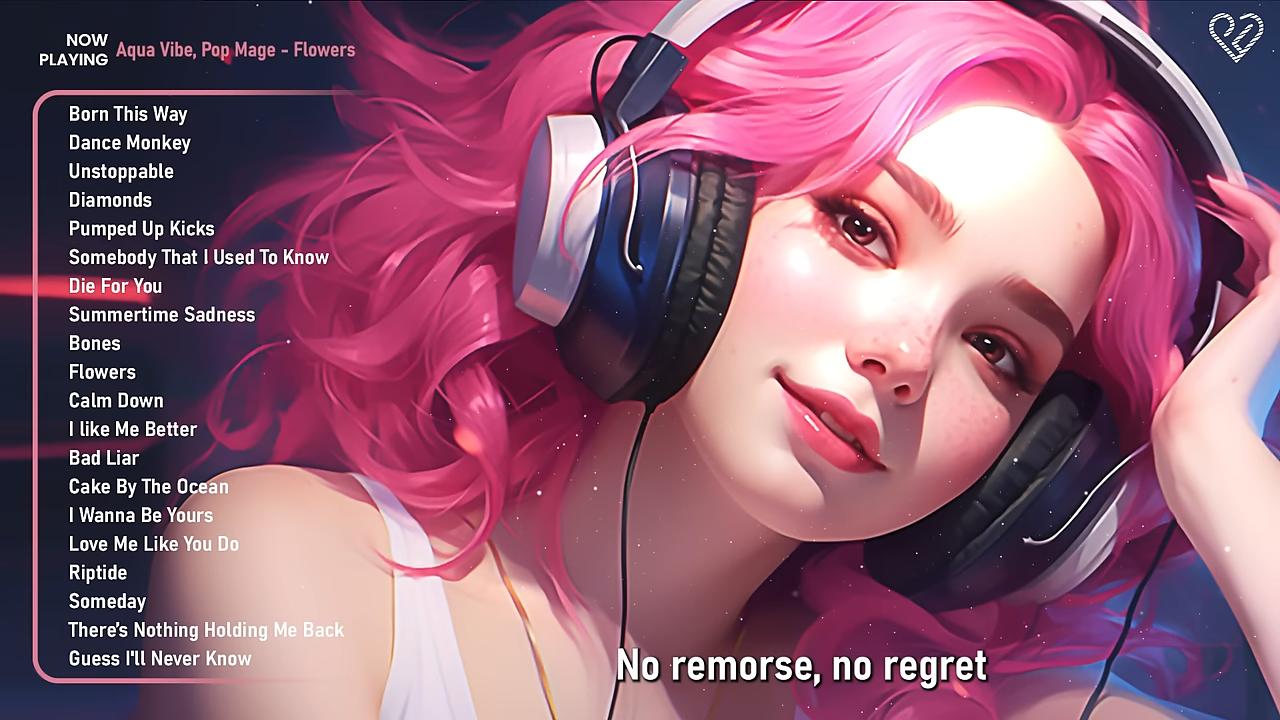 NOW
PLAYING
Aqua Vibe, Pop Mage - Flowers
Born This Way
Dance Monkey
Unstoppable
Diamonds
Pumped Up Kicks
Somebody That I Used To Know
Die For You
Summertime Sadness
Bones
Flowers
Calm Down
I like Me Better
Bad Liar
Cake By The Ocean
I Wanna Be Yours
Love Me Like You Do
Riptide
Someday
There's Nothing Holding Me Back
Guess I'll Never Know
No remorse, no regret